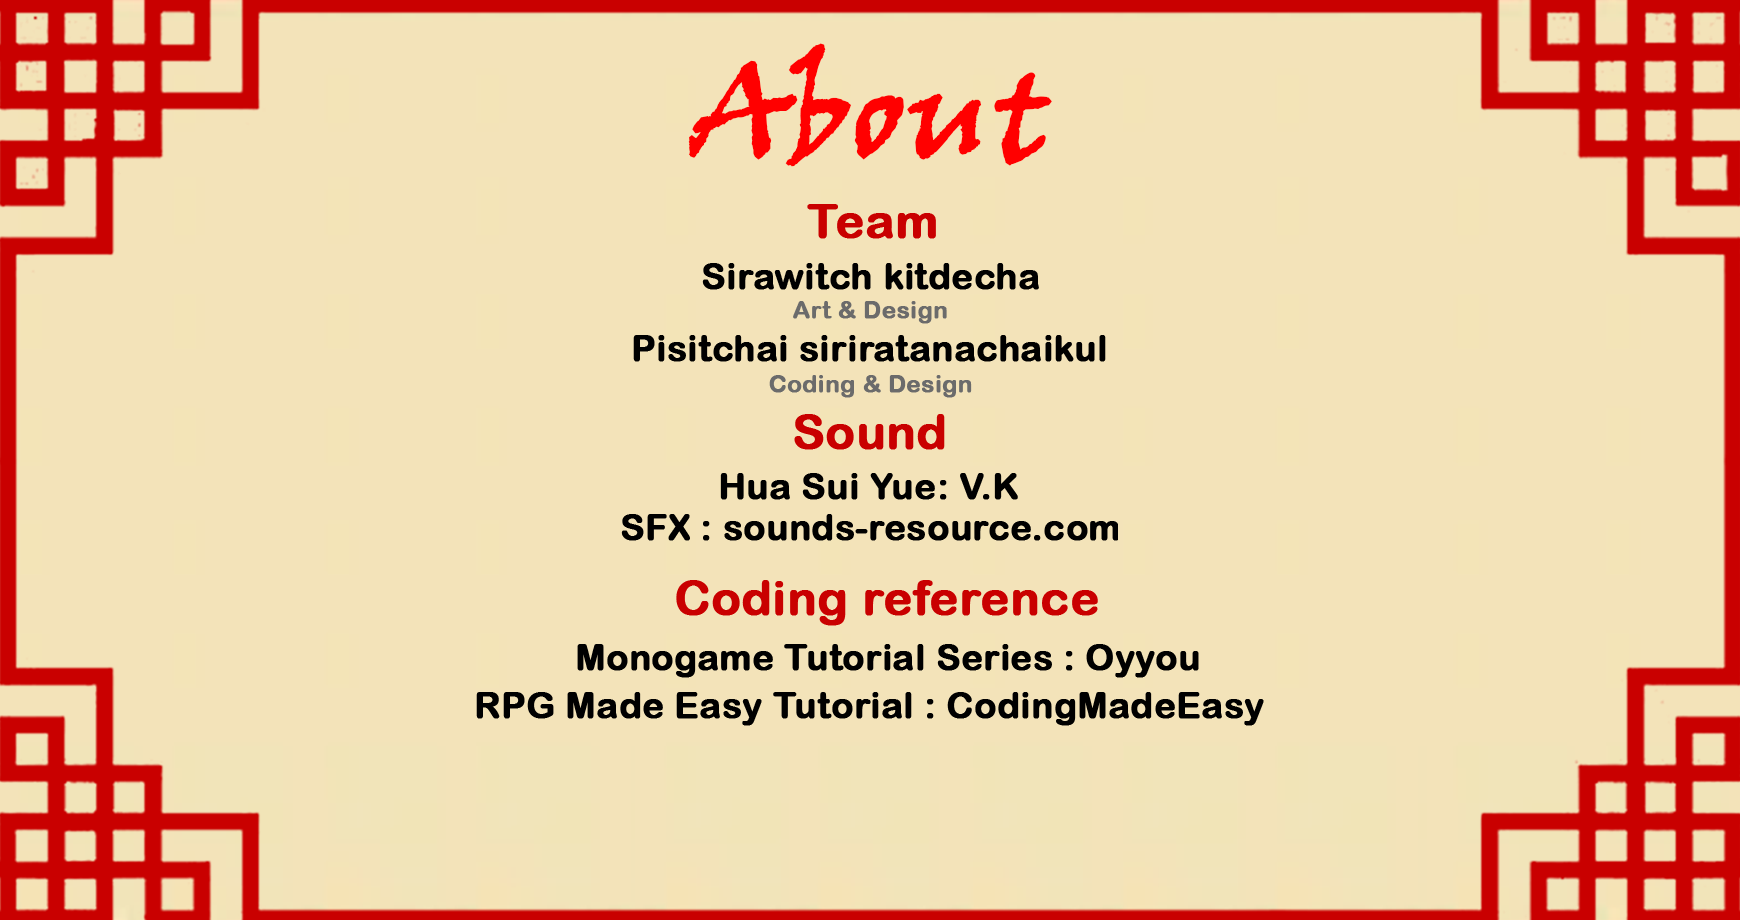 About
Team
Sirawitch kitdecha
Art & Design
Pisitchai siriratanachaikul
Coding & Design
Sound
Hua Sui Yue: V.K
SFX : sounds-resource.com
Coding reference
Monogame Tutorial Series : Oyyou
RPG Made Easy Tutorial : CodingMadeEasy